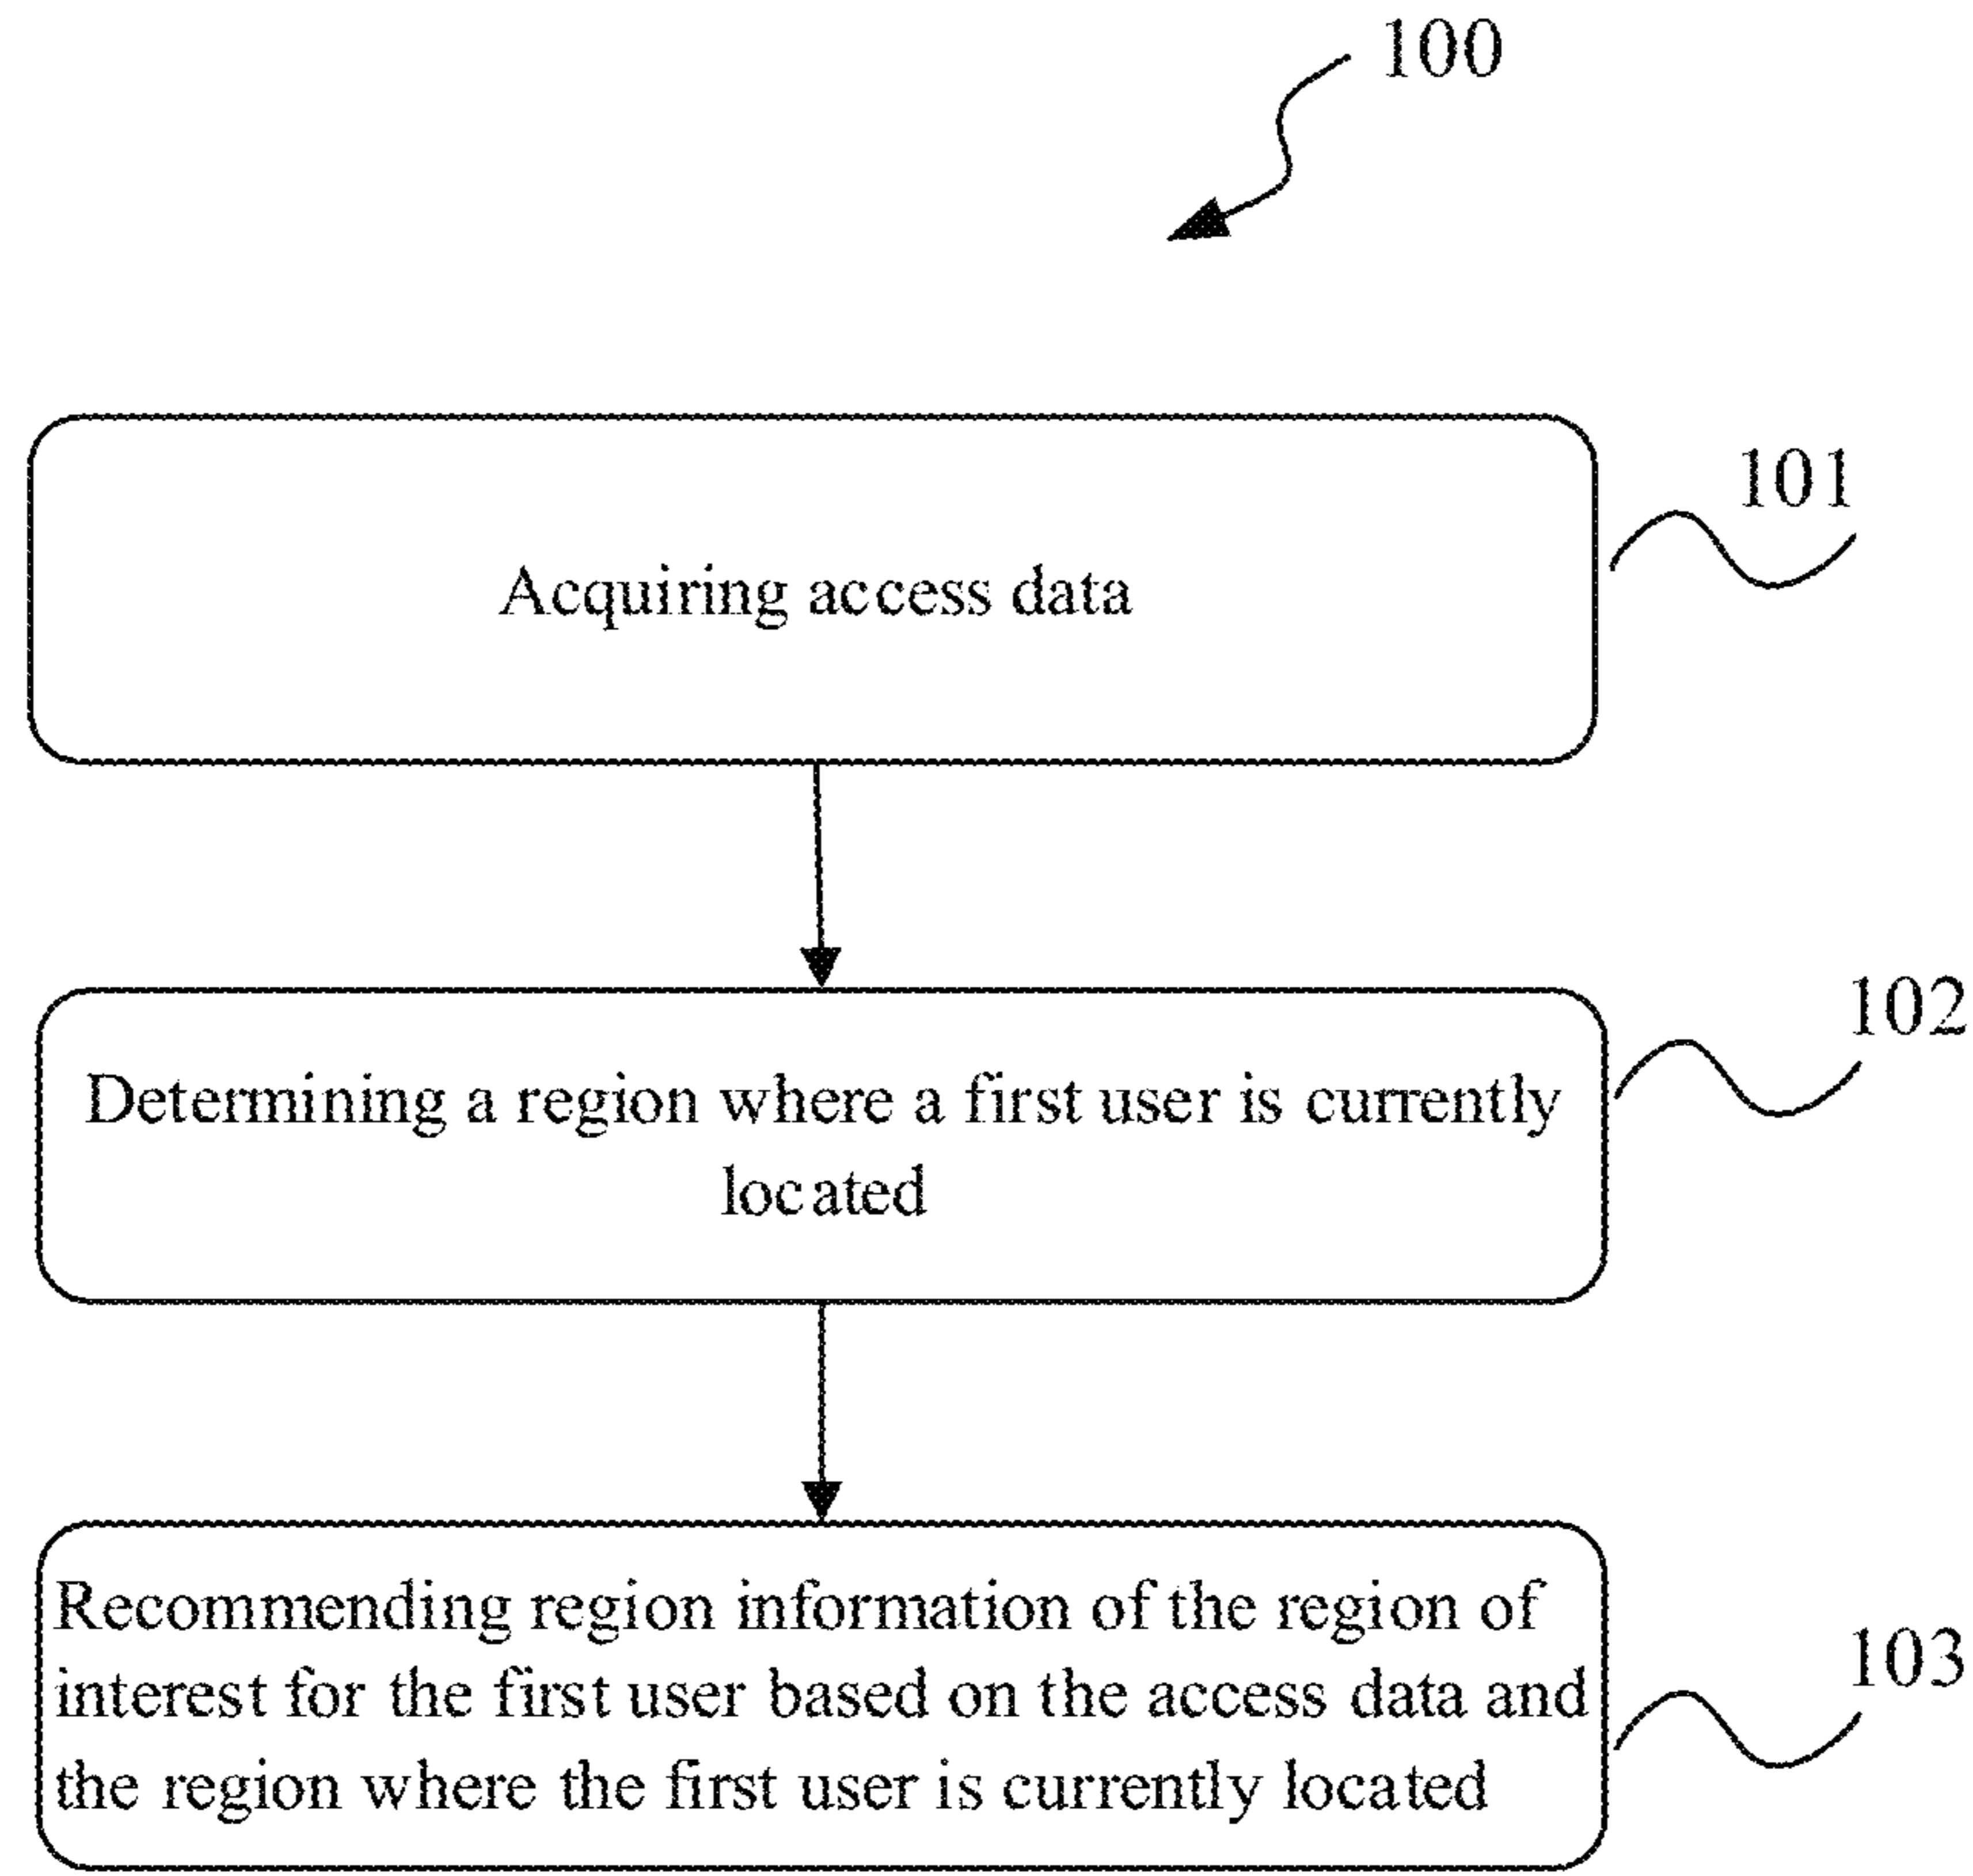 100
101
Acquiring access data
102
Determining a region where a first user is currently
located
Recommending region information of the region of
103
interest for the first user based on the access data and
the region where the first user is currently located